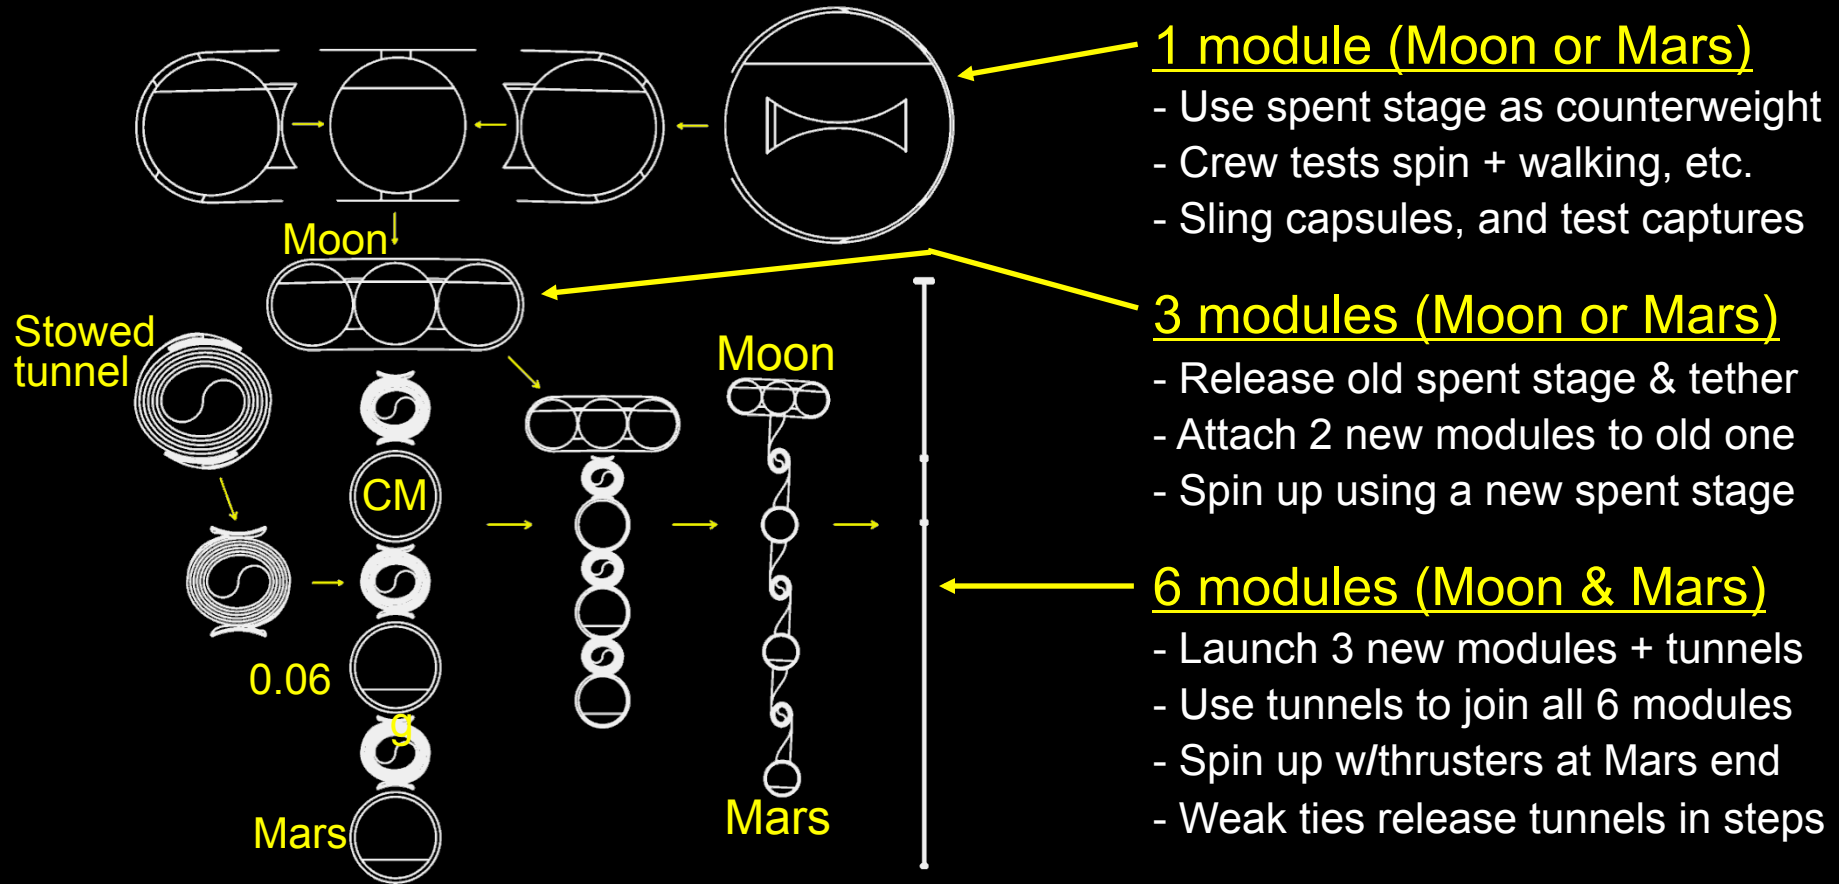 1 module (Moon or Mars)
- Use spent stage as counterweight
- Crew tests spin + walking, etc.
- Sling capsules, and test captures
3 modules (Moon or Mars)
- Release old spent stage & tether
- Attach 2 new modules to old one
- Spin up using a new spent stage
6 modules (Moon & Mars)
- Launch 3 new modules + tunnels
- Use tunnels to join all 6 modules
- Spin up w/thrusters at Mars end
- Weak ties release tunnels in steps
Moon
Stowed
tunnel
CM
0.06
g
Mars
Moon
Mars